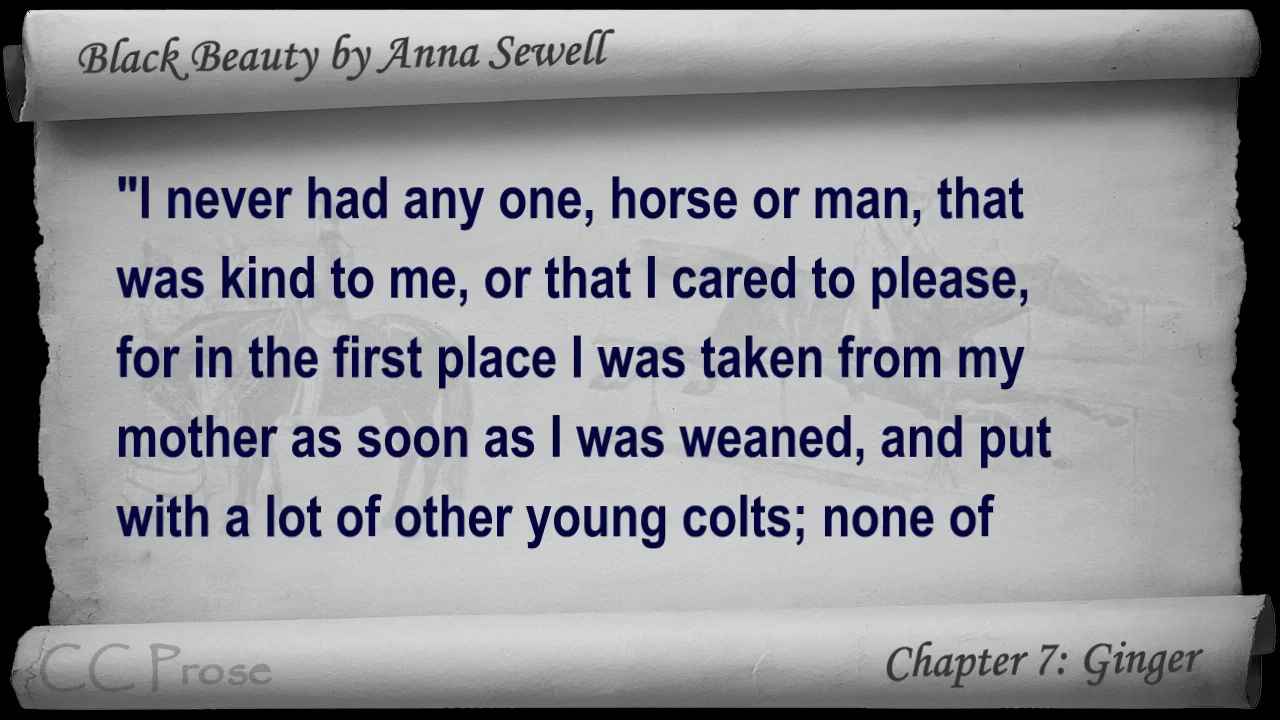 Black Beauty by Anna Sewell
"I never had any one, horse or man, that
was kind to me, or that I cared to please,
for in the first place I was taken from my
mother as soon as I was weaned, and put
with a lot of other young colts; none of
CC Prose
Chapter 7: Ginger